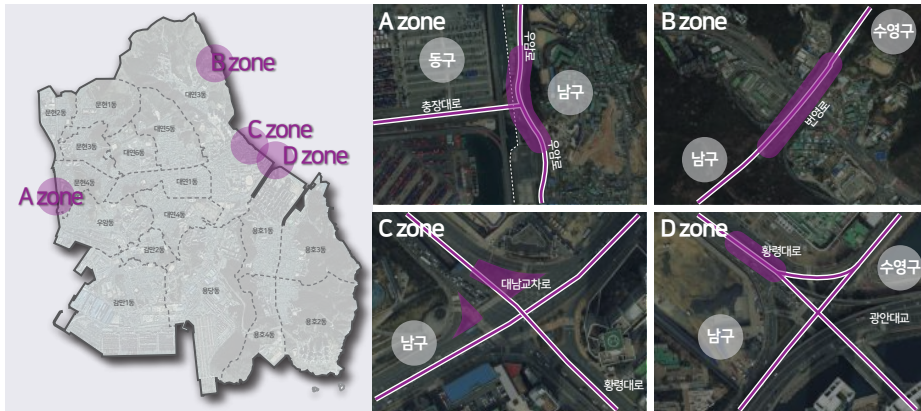 B zone
C zone
D zone
A zone
대연3동
문현1동
문현2동
대연5동
문현3동
대연6동
대연1동
문현4동
대연4동
우암동
감만2동
용호1동
용호3동
감만1동
용당동
용호2동
용호4동
A zone
동구
우암로
남구
충장대로
우암로
B zone
수영구
번영로
남구
C zone
대남교차로
남구
황령대로
D zone
황령대로
수영구
광안대교
남구